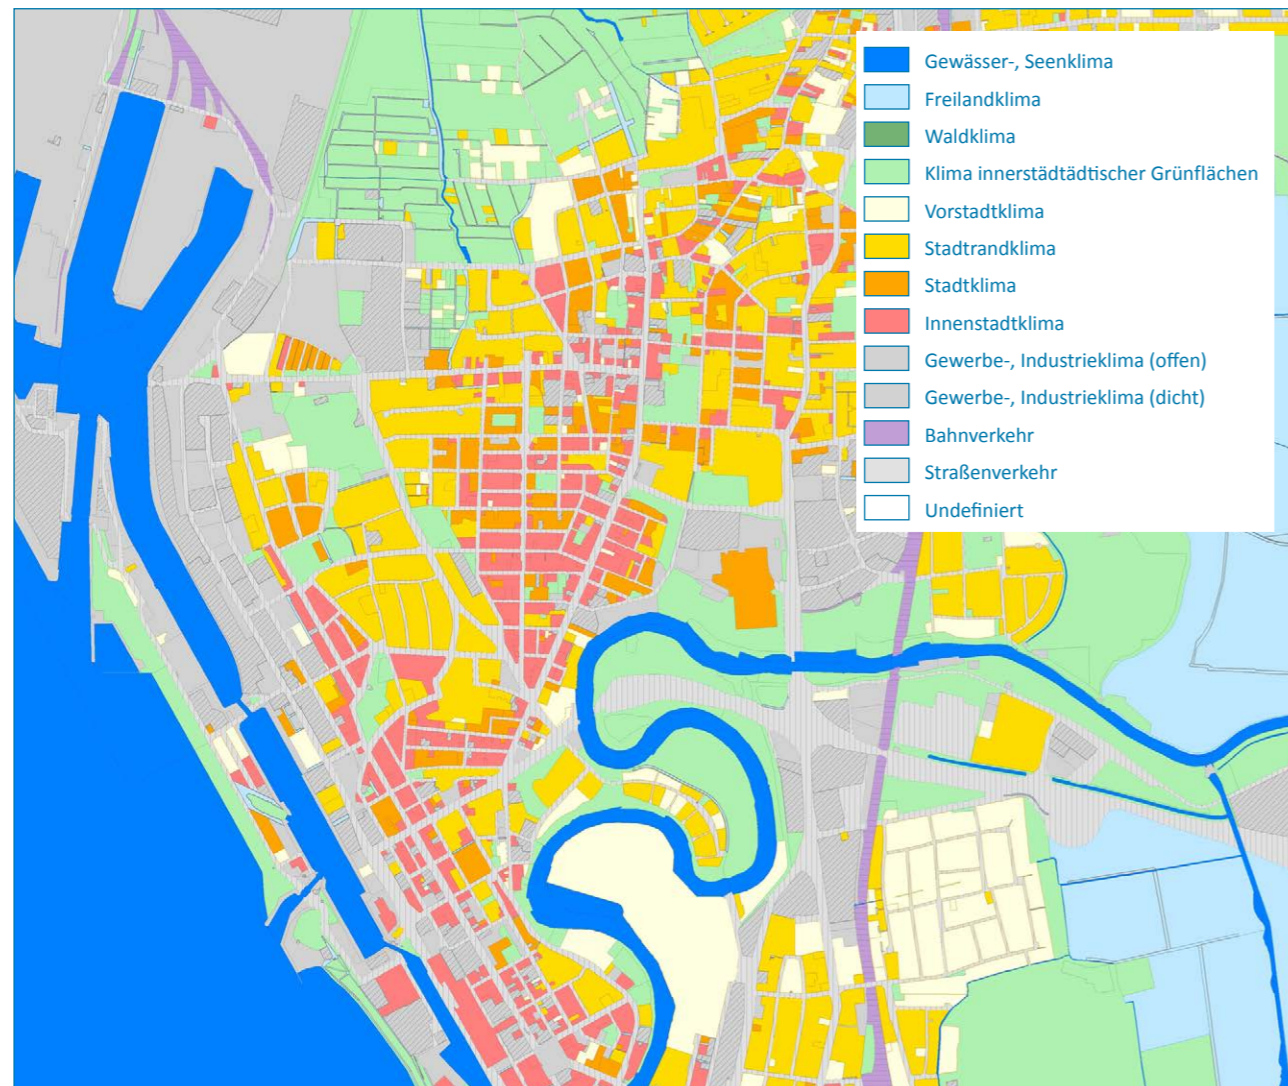 Gewässer-, Seenklima
Freilandklima
Waldklima
Klima innerstädtädtischer Grünflächen
Vorstadtklima
Stadtrandklima
Stadtklima
Innenstadtklima
Gewerbe-, Industrieklima (offen)
Gewerbe-, Industrieklima (dicht)
Bahnverkehr
Straßenverkehr
Undefiniert